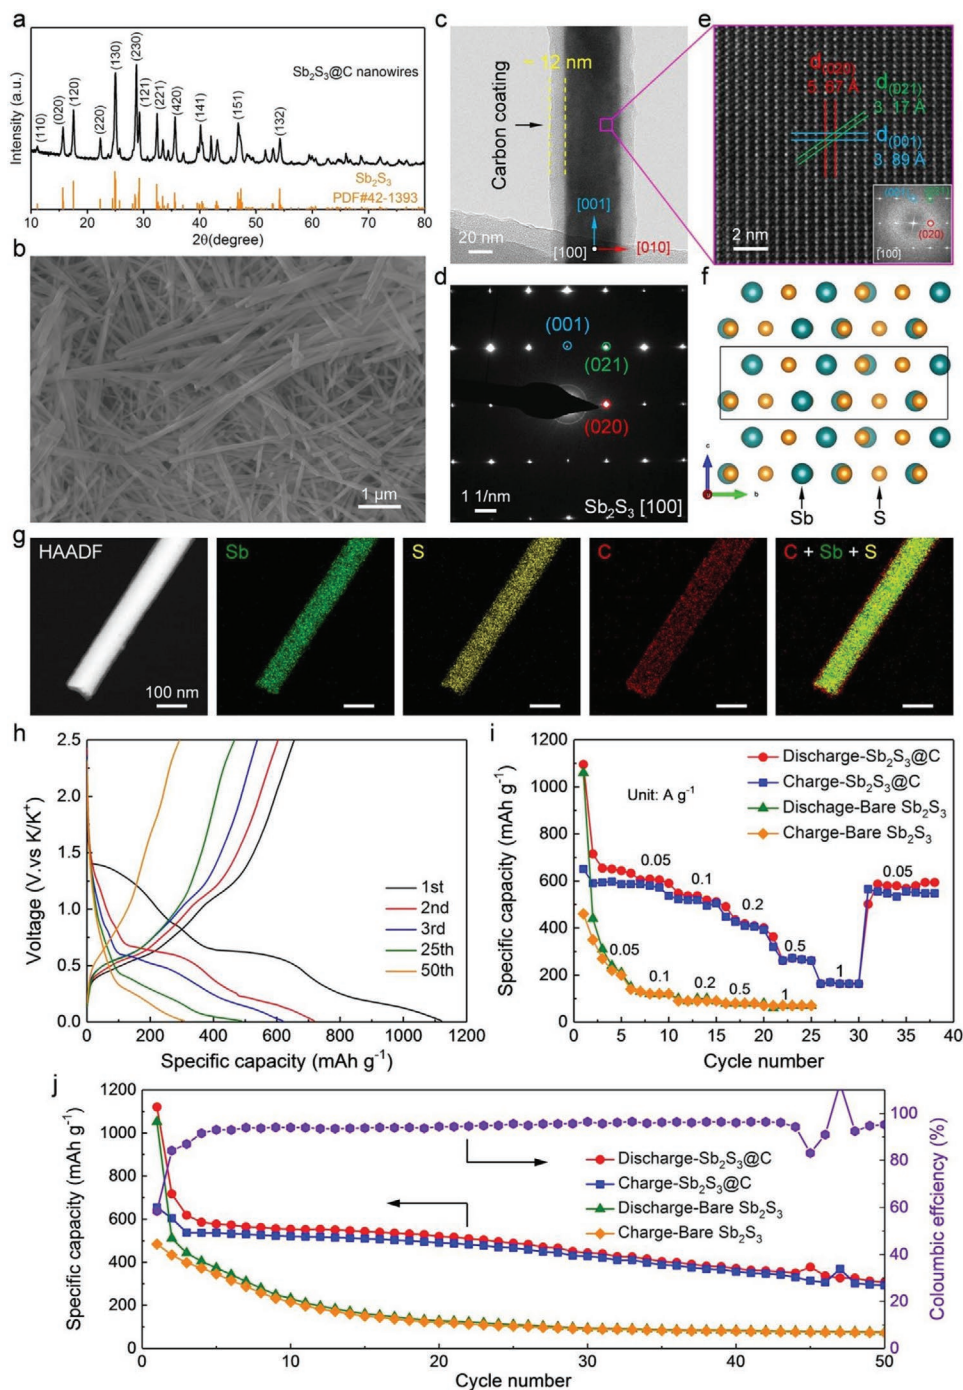 a
Intensity (a.u.)
(110)
(020)
(120)
(220)
(130)
(230)
(121)
(221)
(420)
(141)
(151)
(132)
Sb₂S₃@C nanowires
Sb₂S₃
PDF#42-1393
10 20 30 40 50 60 70 80
2θ(degree)
b
1 µm
c
~ 12 nm
Carbon coating
[001]
[100]
[010]
20 nm
d
(001)
(021)
(020)
1 1/nm
Sb₂S₃ [100]
e
d(020)
5.67 Å
d(021)
3.17 Å
d(001)
3.89 Å
2 nm
(001)
(021)
(020)
[100]
f
c
b
Sb
S
g
HAADF
100 nm
Sb
S
C
C + Sb + S
h
Voltage (V.vs K/K⁺)
2.5
2.0
1.5
1.0
0.5
0.0
1st
2nd
3rd
25th
50th
0 200 400 600 800 1000 1200
Specific capacity (mAh g⁻¹)
i
Specific capacity (mAh g⁻¹)
1200
1000
800
600
400
200
0
Discharge-Sb₂S₃@C
Charge-Sb₂S₃@C
Dischage-Bare Sb₂S₃
Charge-Bare Sb₂S₃
Unit: A g⁻¹
0.05
0.1
0.2
0.5
1
0.05
0.05
0.1
0.2
0.5
1
0 5 10 15 20 25 30 35 40
Cycle number
j
Specific capacity (mAh g⁻¹)
1200
1000
800
600
400
200
0
Discharge-Sb₂S₃@C
Charge-Sb₂S₃@C
Discharge-Bare Sb₂S₃
Charge-Bare Sb₂S₃
100
80
60
40
20
0
Coloumbic effciency (%)
0 10 20 30 40 50
Cycle number